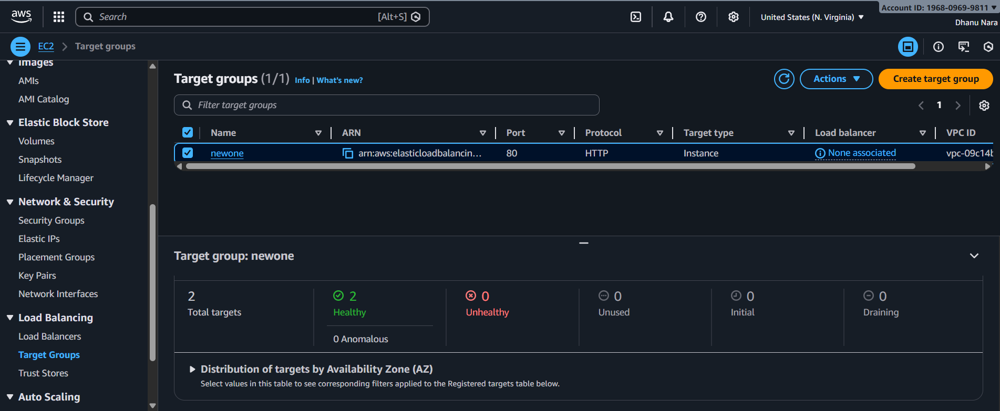 aws
Search [Alt+S]
United States (N. Virginia)
Account ID: 1968-0969-9811
Dhanu Nara
EC2 Target groups
Images
AMIs
AMI Catalog
Elastic Block Store
Volumes
Snapshots
Lifecycle Manager
Network & Security
Security Groups
Elastic IPs
Placement Groups
Key Pairs
Network Interfaces
Load Balancing
Load Balancers
Target Groups
Trust Stores
Auto Scaling
Target groups (1/1) Info | What's new?
Actions
Create target group
Filter target groups
1
Name ARN Port Protocol Target type Load balancer VPC ID
newone arn:aws:elasticloadbalancin... 80 HTTP Instance None associated vpc-09c14b
Target group: newone
2 2 0 0 0 0
Total targets Healthy Unhealthy Unused Initial Draining
0 Anomalous
Distribution of targets by Availability Zone (AZ)
Select values in this table to see corresponding filters applied to the Registered targets table below.